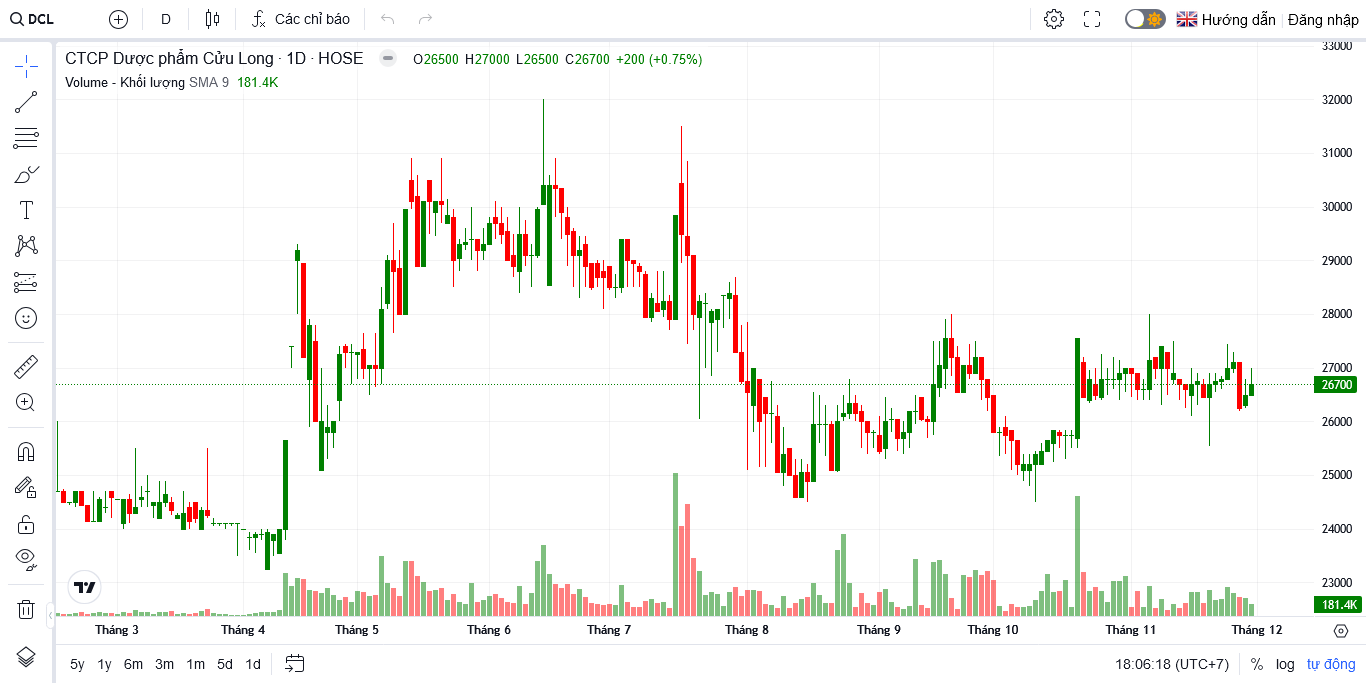 DCL D Các chỉ báo Hướng dẫn Đăng nhập
CTCP Dược phẩm Cửu Long · 1D · HOSE O26500 H27000 L26500 C26700 +200 (+0.75%)
Volume - Khối lượng SMA 9 181.4K
33000
32000
31000
30000
29000
28000
27000
26700
26000
25000
24000
23000
181.4K
Tháng 3 Tháng 4 Tháng 5 Tháng 6 Tháng 7 Tháng 8 Tháng 9 Tháng 10 Tháng 11 Tháng 12
5y 1y 6m 3m 1m 5d 1d 18:06:18 (UTC+7) % log tự động